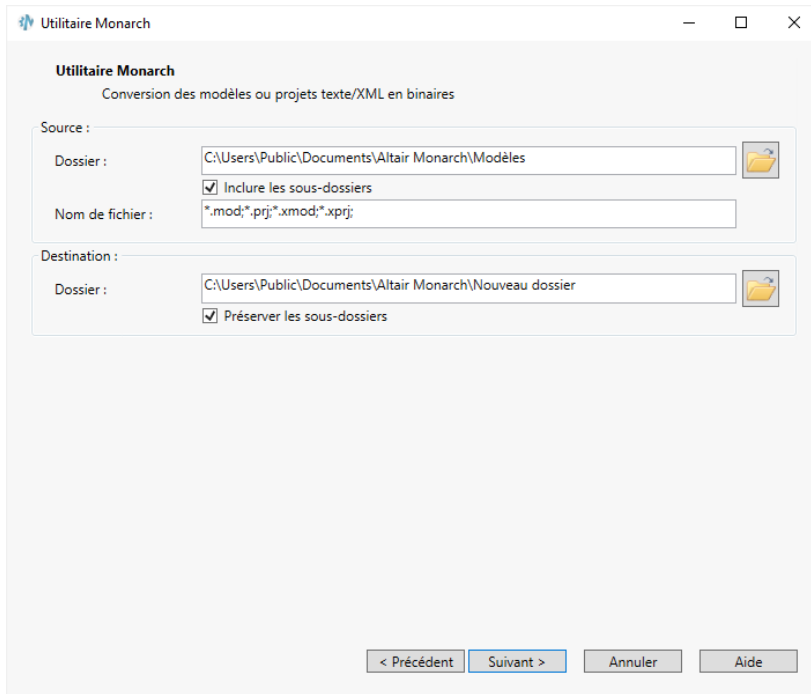 Utilitaire Monarch
Utilitaire Monarch
Conversion des modèles ou projets texte/XML en binaires
Source :
Dossier : C:\Users\Public\Documents\Altair Monarch\Modèles
Inclure les sous-dossiers
Nom de fichier : *.mod;*.prj;*.xmod;*.xprj;
Destination :
Dossier : C:\Users\Public\Documents\Altair Monarch\Nouveau dossier
Préserver les sous-dossiers
< Précédent Suivant > Annuler Aide